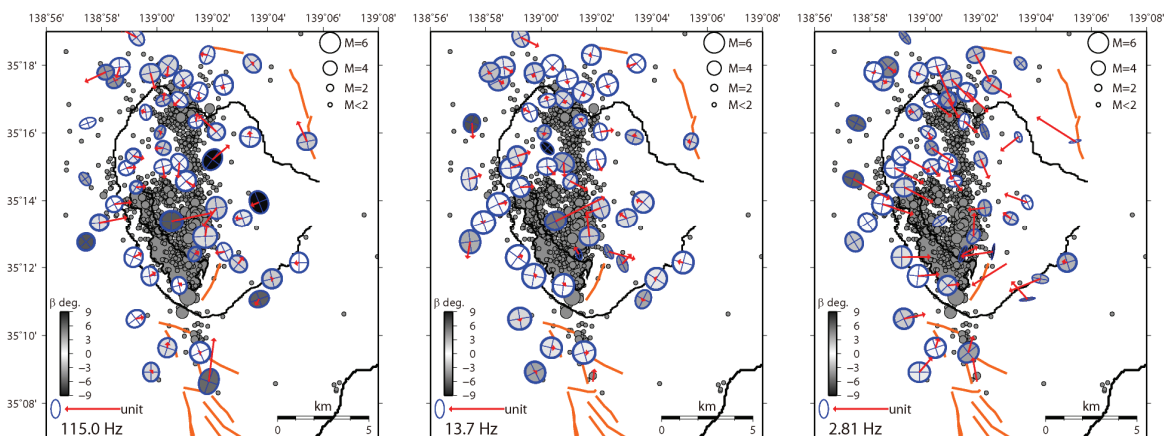 138°56' 138°58' 139°00' 139°02' 139°04' 139°06' 139°08'
35°18'
35°16'
35°14'
35°12'
35°10'
35°08'
M=6
M=4
M=2
M<2
β deg.
9
6
3
0
−3
−6
−9
unit
115.0 Hz
km
0 5
138°56' 138°58' 139°00' 139°02' 139°04' 139°06' 139°08'
M=6
M=4
M=2
M<2
β deg.
9
6
3
0
−3
−6
−9
unit
13.7 Hz
km
0 5
138°56' 138°58' 139°00' 139°02' 139°04' 139°06' 139°08'
M=6
M=4
M=2
M<2
β deg.
9
6
3
0
−3
−6
−9
unit
2.81 Hz
km
0 5